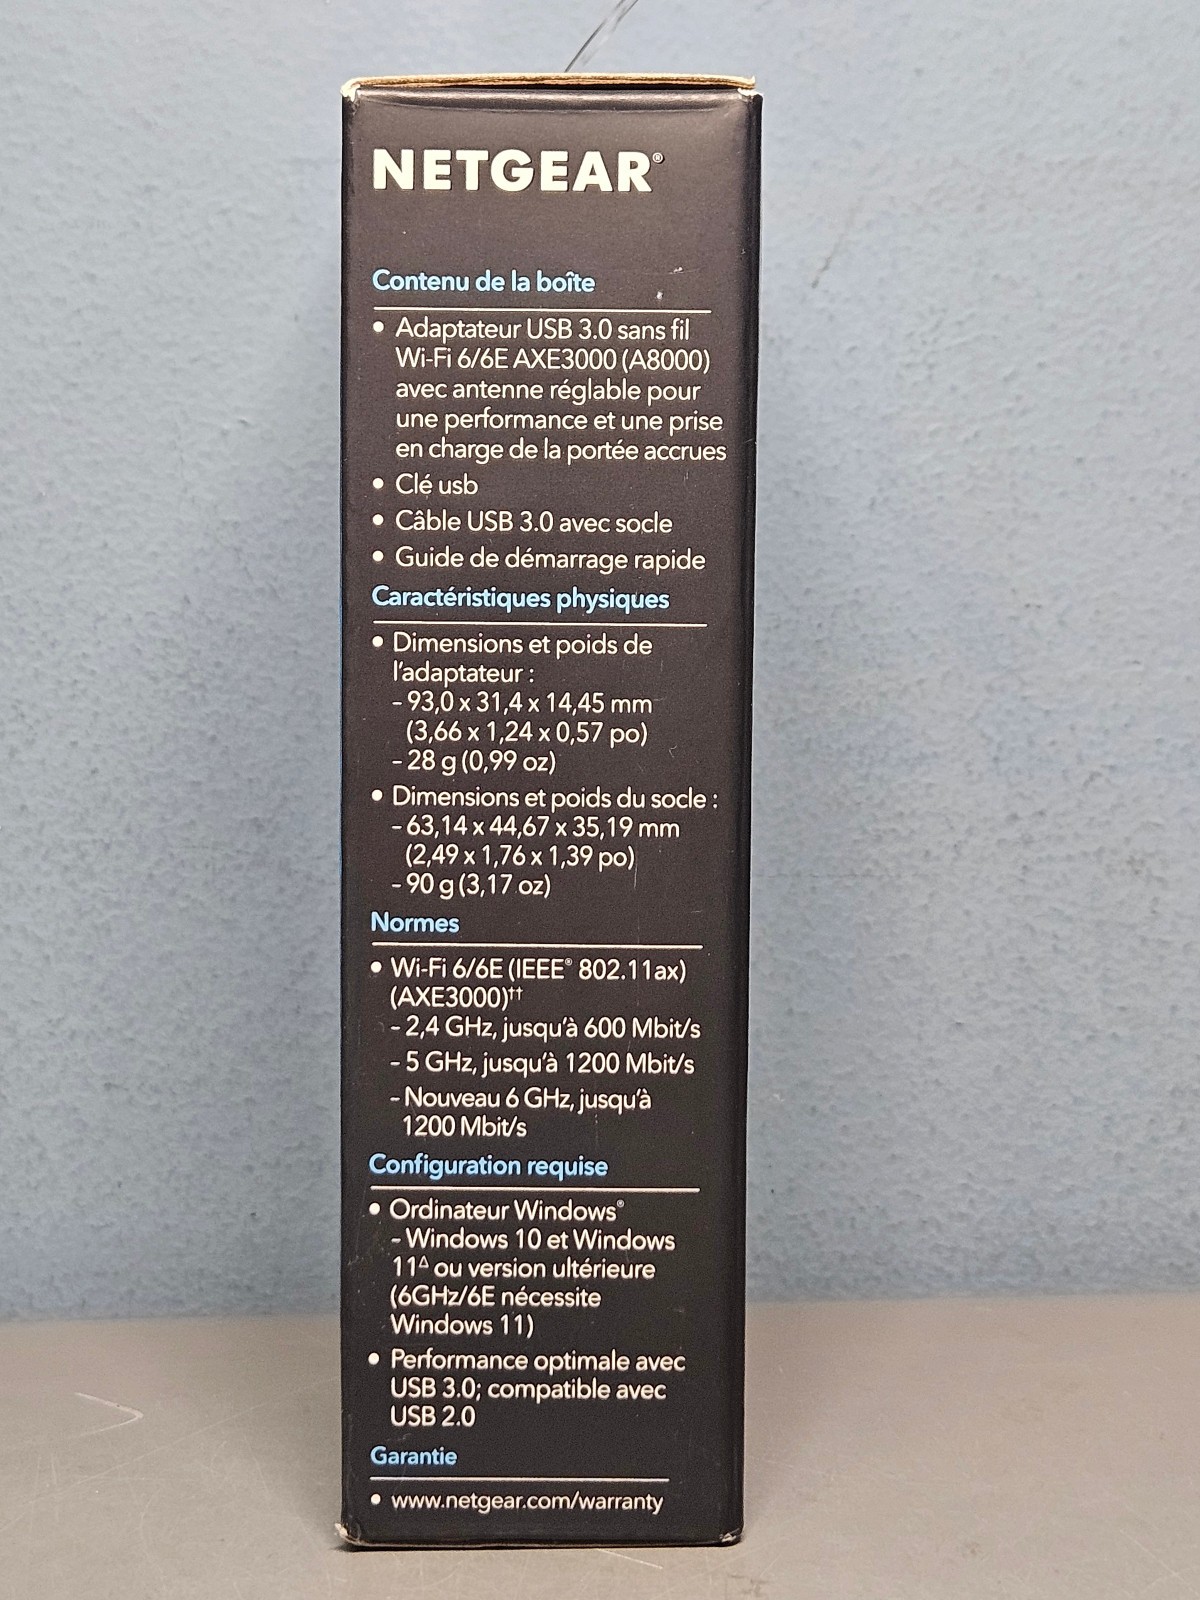 NETGEAR®
Contenu de la boîte
• Adaptateur USB 3.0 sans fil
Wi-Fi 6/6E AXE3000 (A8000)
avec antenne réglable pour
une performance et une prise
en charge de la portée accrues
• Clé usb
• Câble USB 3.0 avec socle
• Guide de démarrage rapide
Caractéristiques physiques
• Dimensions et poids de
l'adaptateur :
- 93,0 x 31,4 x 14,45 mm
(3,66 x 1,24 x 0,57 po)
- 28 g (0,99 oz)
• Dimensions et poids du socle :
- 63,14 x 44,67 x 35,19 mm
(2,49 x 1,76 x 1,39 po)
- 90 g (3,17 oz)
Normes
• Wi-Fi 6/6E (IEEE® 802.11ax)
(AXE3000)††
- 2,4 GHz, jusqu'à 600 Mbit/s
- 5 GHz, jusqu'à 1200 Mbit/s
- Nouveau 6 GHz, jusqu'à
1200 Mbit/s
Configuration requise
• Ordinateur Windows®
- Windows 10 et Windows
11∆ ou version ultérieure
(6GHz/6E nécessite
Windows 11)
• Performance optimale avec
USB 3.0; compatible avec
USB 2.0
Garantie
• www.netgear.com/warranty